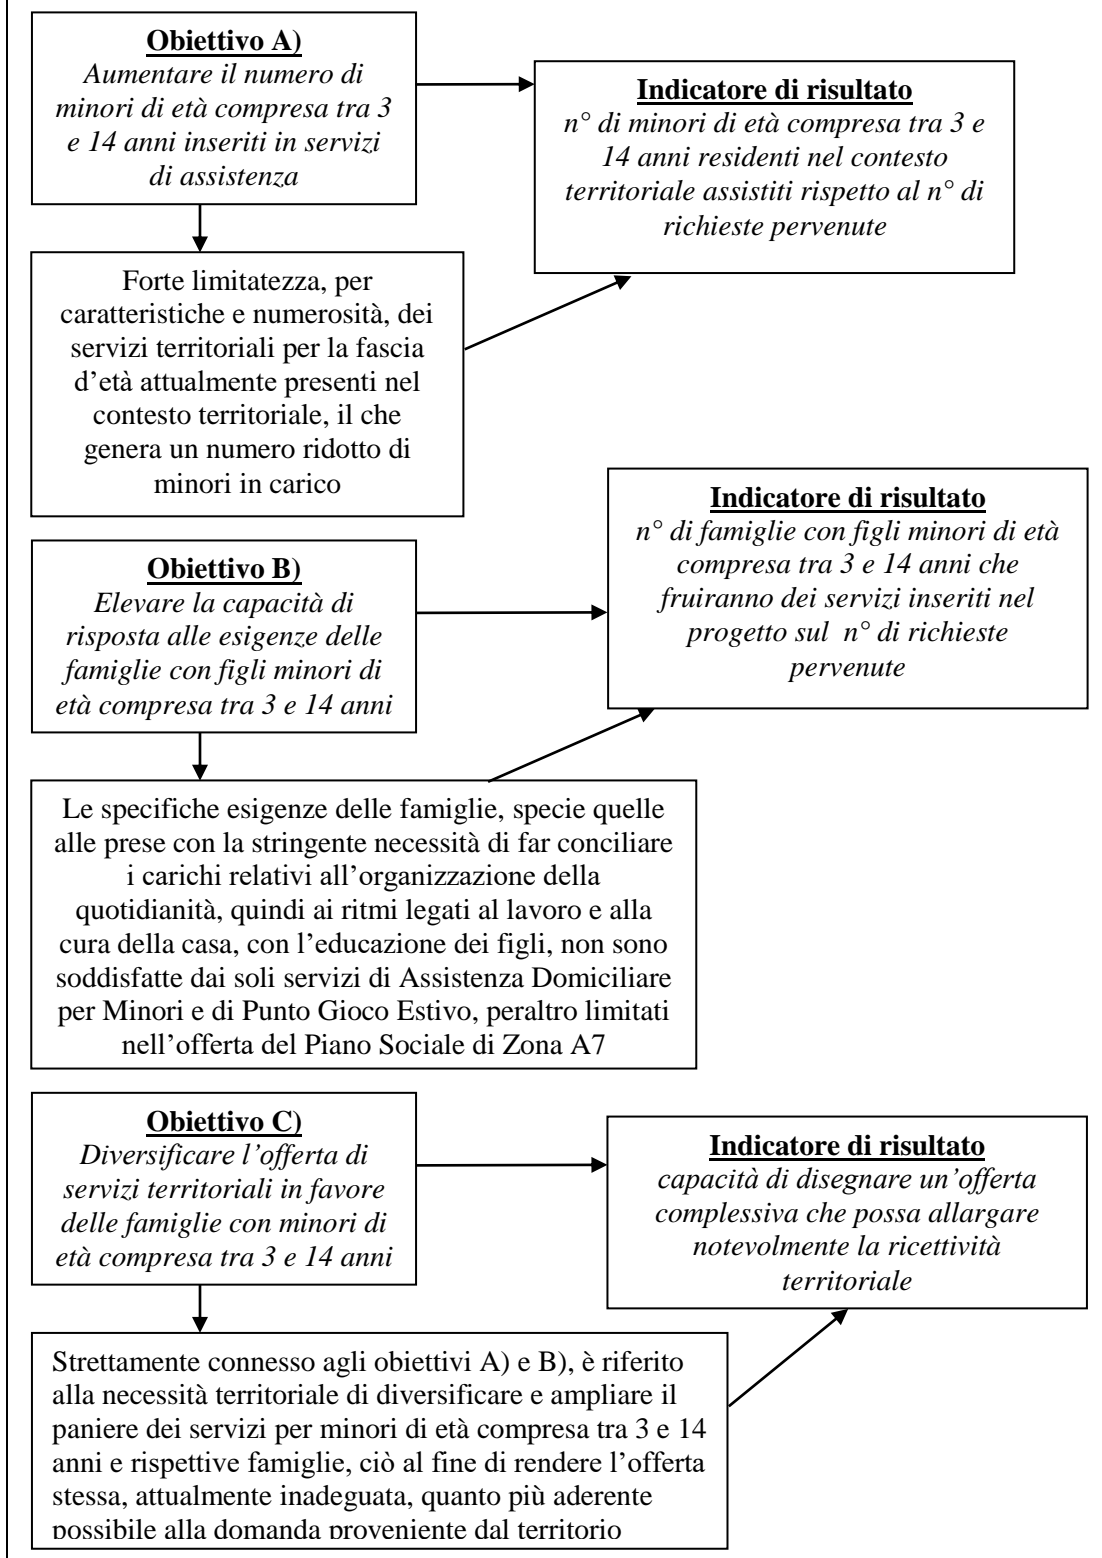 Obiettivo A)
Aumentare il numero di
minori di età compresa tra 3
e 14 anni inseriti in servizi
di assistenza
Indicatore di risultato
n° di minori di età compresa tra 3 e
14 anni residenti nel contesto
territoriale assistiti rispetto al n° di
richieste pervenute
Forte limitatezza, per
caratteristiche e numerosità, dei
servizi territoriali per la fascia
d’età attualmente presenti nel
contesto territoriale, il che
genera un numero ridotto di
minori in carico
Obiettivo B)
Elevare la capacità di
risposta alle esigenze delle
famiglie con figli minori di
età compresa tra 3 e 14 anni
Indicatore di risultato
n° di famiglie con figli minori di età
compresa tra 3 e 14 anni che
fruiranno dei servizi inseriti nel
progetto sul n° di richieste
pervenute
Le specifiche esigenze delle famiglie, specie quelle
alle prese con la stringente necessità di far conciliare
i carichi relativi all’organizzazione della
quotidianità, quindi ai ritmi legati al lavoro e alla
cura della casa, con l’educazione dei figli, non sono
soddisfatte dai soli servizi di Assistenza Domiciliare
per Minori e di Punto Gioco Estivo, peraltro limitati
nell’offerta del Piano Sociale di Zona A7
Obiettivo C)
Diversificare l’offerta di
servizi territoriali in favore
delle famiglie con minori di
età compresa tra 3 e 14 anni
Indicatore di risultato
capacità di disegnare un’offerta
complessiva che possa allargare
notevolmente la ricettività
territoriale
Strettamente connesso agli obiettivi A) e B), è riferito
alla necessità territoriale di diversificare e ampliare il
paniere dei servizi per minori di età compresa tra 3 e 14
anni e rispettive famiglie, ciò al fine di rendere l’offerta
stessa, attualmente inadeguata, quanto più aderente
possibile alla domanda proveniente dal territorio